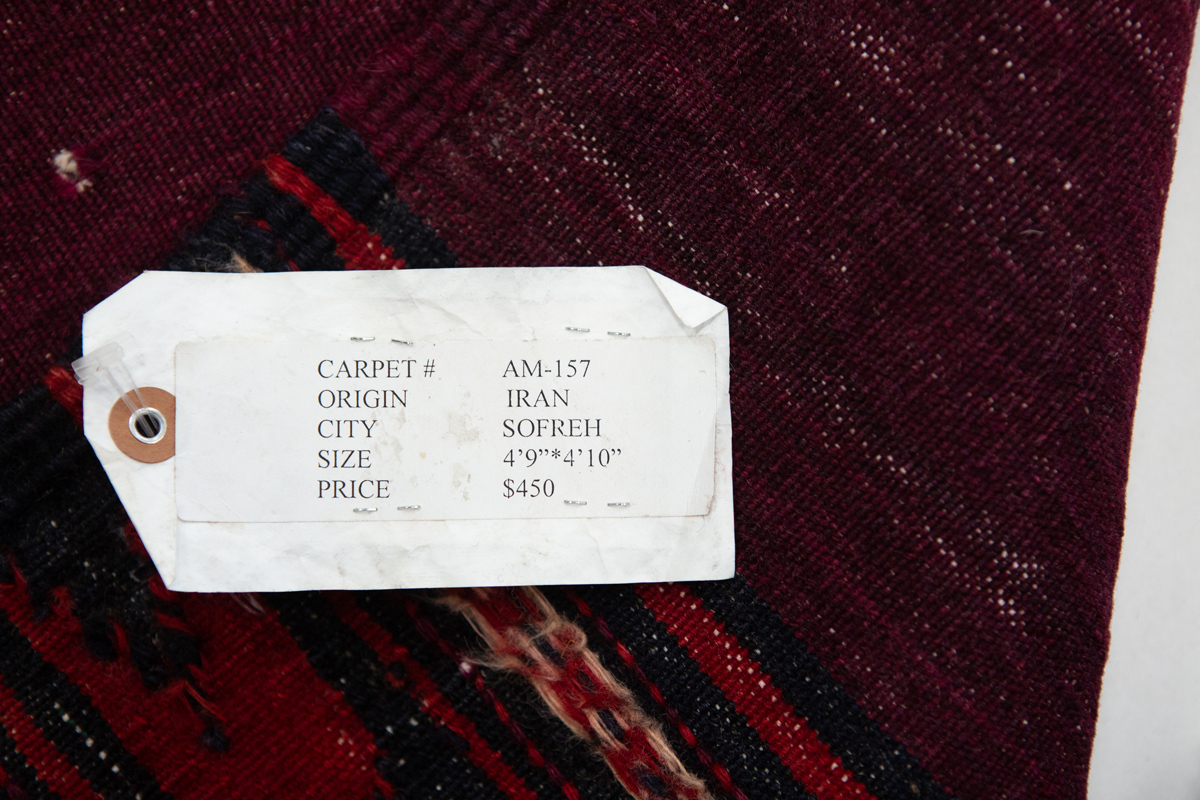 CARPET # AM-157
ORIGIN IRAN
CITY SOFREH
SIZE 4’9”*4’10”
PRICE $450